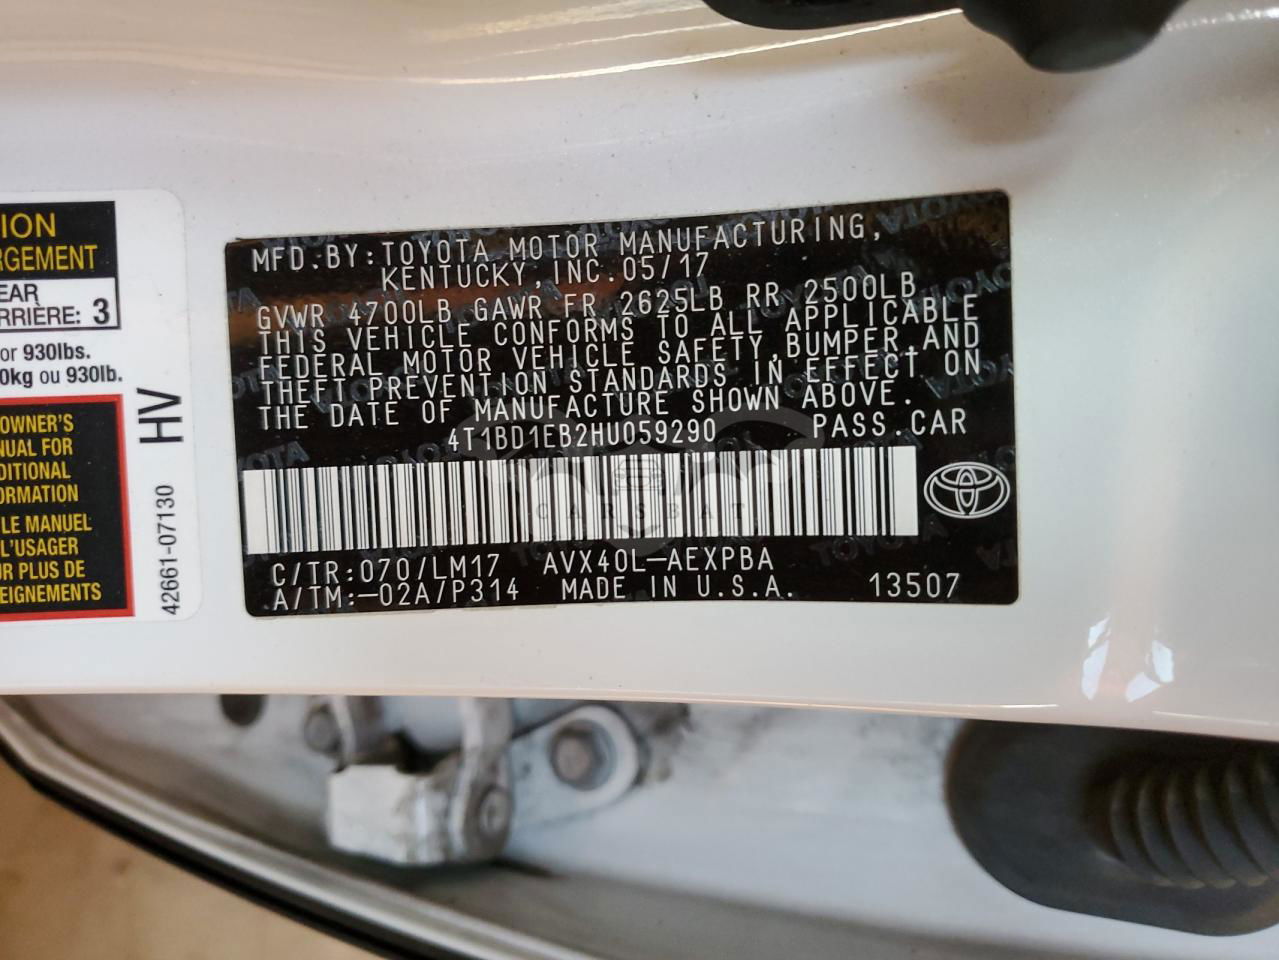 MFD.BY:TOYOTA MOTOR MANUFACTURING,
KENTUCKY,INC.05/17
GVWR 4700LB GAWR FR 2625LB RR 2500LB
THIS VEHICLE CONFORMS TO ALL APPLICABLE
FEDERAL MOTOR VEHICLE SAFETY,BUMPER,AND
THEFT PREVENTION STANDARDS IN EFFECT ON
THE DATE OF MANUFACTURE SHOWN ABOVE.
4T1BD1EB2HU059290 PASS.CAR
CARSBAT
C/TR:070/LM17 AVX40L-AEXPBA
A/TM:-02A/P314 MADE IN U.S.A. 13507
ION
RGEMENT
EAR
RRIÈRE: 3
or 930lbs.
0kg ou 930lb.
OWNER'S
NUAL FOR
DITIONAL
ORMATION
LE MANUEL
L'USAGER
UR PLUS DE
EIGNEMENTS
HV
42661-07130